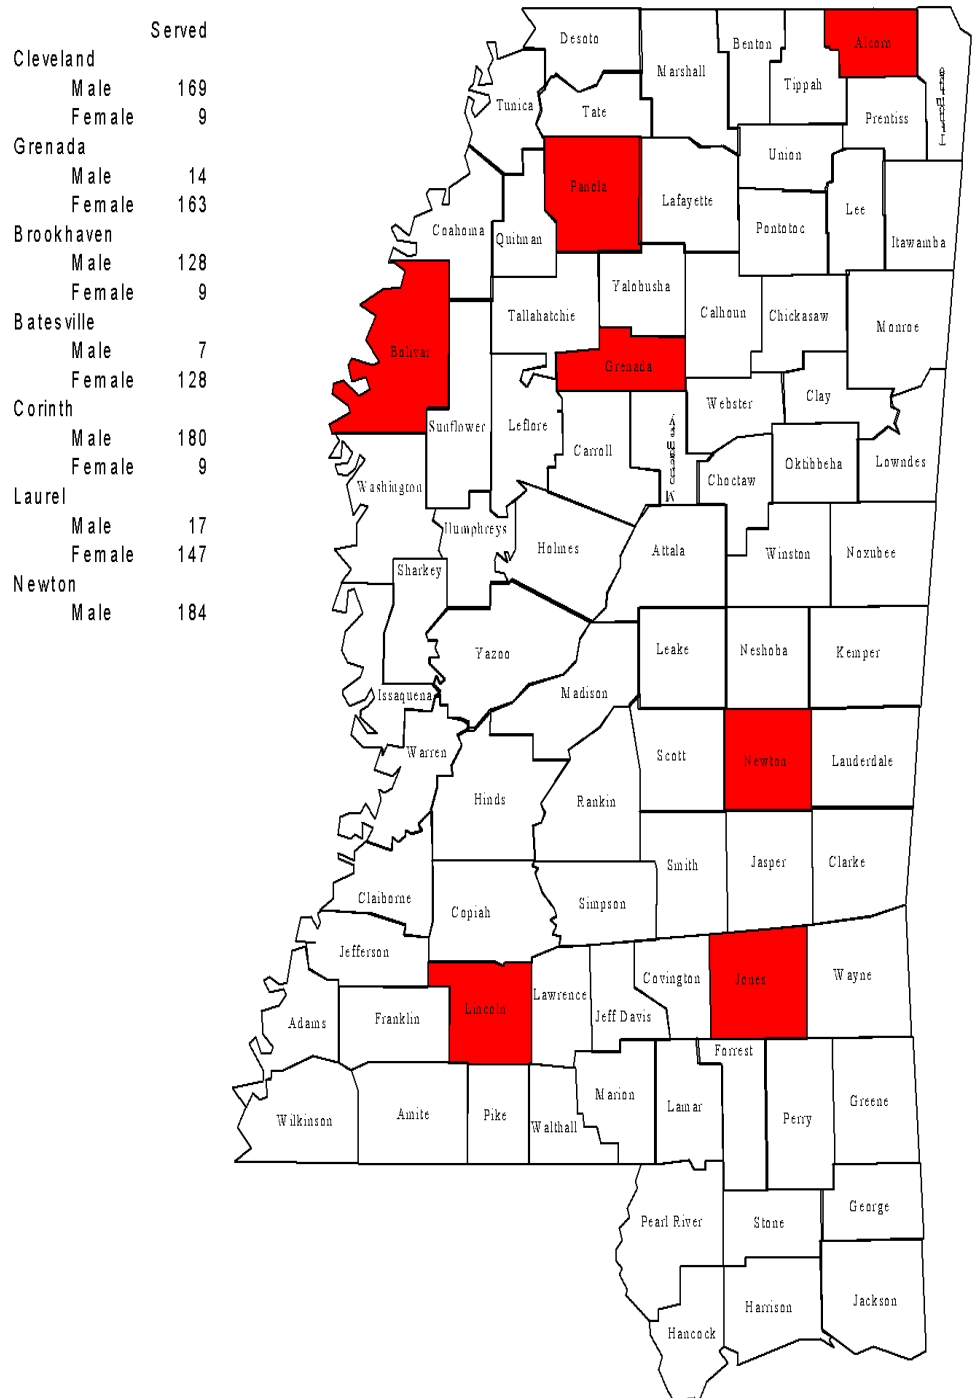 Served
Cleveland
Male 169
Female 9
Grenada
Male 14
Female 163
Brookhaven
Male 128
Female 9
Batesville
Male 7
Female 128
Corinth
Male 180
Female 9
Laurel
Male 17
Female 147
Newton
Male 184
Desoto
Benton
Alcorn
Marshall
Tippah
Tunica
Tate
Prentiss
Union
Panola
Lafayette
Lee
Pontotoc
Coahoma
Quitman
Itawamba
Yalobusha
Tallahatchie
Calhoun
Chickasaw
Monroe
Bolivar
Grenada
Webster
Clay
Sunflower
Leflore
Carroll
Oktibbeha
Lowndes
Choctaw
Washington
Humphreys
Holmes
Attala
Winston
Noxubee
Sharkey
Yazoo
Leake
Neshoba
Kemper
Issaquena
Madison
Warren
Scott
Newton
Lauderdale
Hinds
Rankin
Smith
Jasper
Clarke
Claiborne
Copiah
Simpson
Jefferson
Covington
Jones
Wayne
Lawrence
Lincoln
Franklin
Adams
Jeff Davis
Forrest
Marion
Lamar
Greene
Wilkinson
Amite
Pike
Walthall
Perry
George
Pearl River
Stone
Jackson
Harrison
Hancock